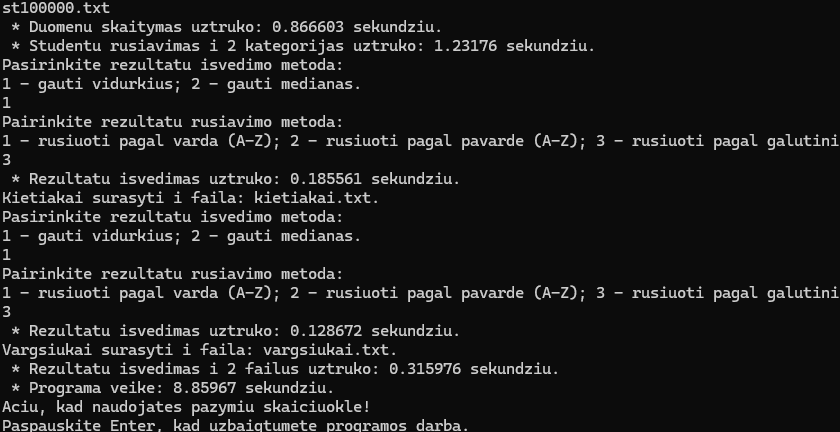 st100000.txt
* Duomenu skaitymas uztruko: 0.866603 sekundziu.
* Studentu rusiavimas i 2 kategorijas uztruko: 1.23176 sekundziu.
Pasirinkite rezultatu isvedimo metoda:
1 - gauti vidurkius; 2 - gauti medianas.
1
Pairinkite rezultatu rusiavimo metoda:
1 - rusiuoti pagal varda (A-Z); 2 - rusiuoti pagal pavarde (A-Z); 3 - rusiuoti pagal galutini
3
* Rezultatu isvedimas uztruko: 0.185561 sekundziu.
Kietiakai surasyti i faila: kietiakai.txt.
Pasirinkite rezultatu isvedimo metoda:
1 - gauti vidurkius; 2 - gauti medianas.
1
Pairinkite rezultatu rusiavimo metoda:
1 - rusiuoti pagal varda (A-Z); 2 - rusiuoti pagal pavarde (A-Z); 3 - rusiuoti pagal galutini
3
* Rezultatu isvedimas uztruko: 0.128672 sekundziu.
Vargsiukai surasyti i faila: vargsiukai.txt.
* Rezultatu isvedimas i 2 failus uztruko: 0.315976 sekundziu.
* Programa veike: 8.85967 sekundziu.
Aciu, kad naudojates pazymiu skaiciuokle!
Paspauskite Enter, kad uzbaigtumete programos darba.